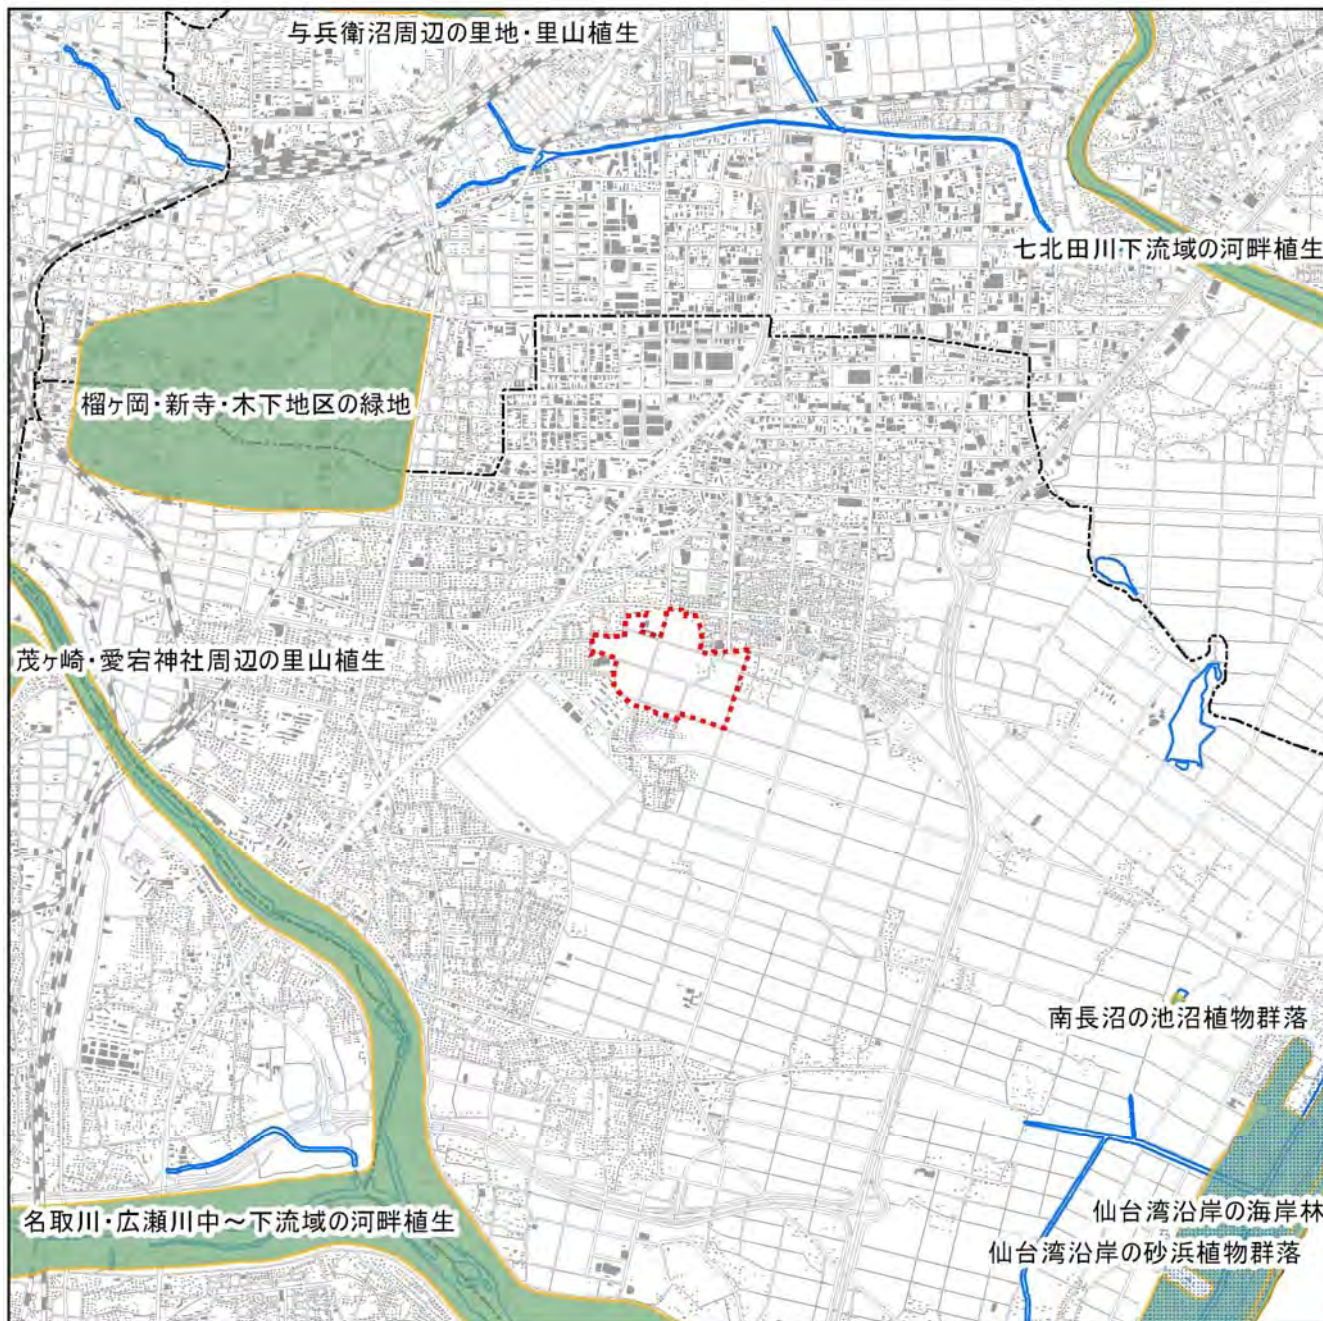 与兵衛沼周辺の里地・里山植生
七北田川下流域の河畔植生
榴ヶ岡・新寺・木下地区の緑地
茂ヶ崎・愛宕神社周辺の里山植生
南長沼の池沼植物群落
仙台湾沿岸の海岸林
名取川・広瀬川中~下流域の河畔植生
仙台湾沿岸の砂浜植物群落